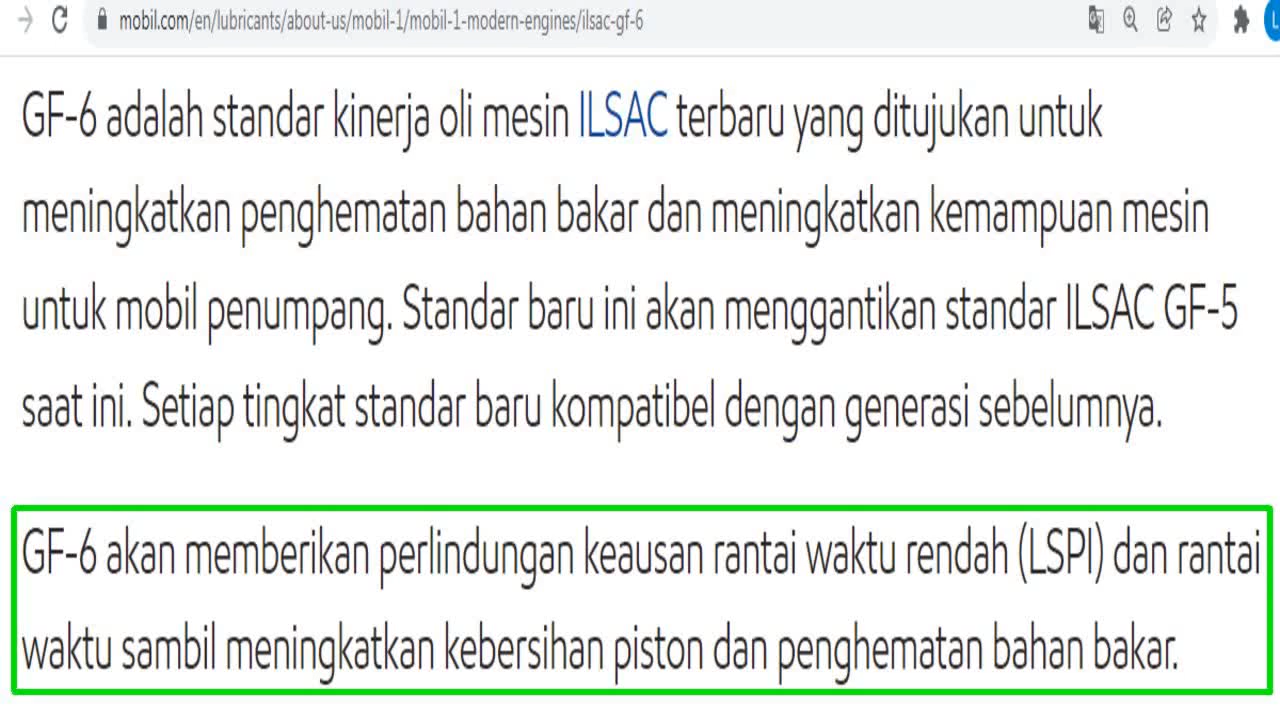 mobil.com/en/lubricants/about-us/mobil-1/mobil-1-modern-engines/ilsac-gf-6
L
GF-6 adalah standar kinerja oli mesin ILSAC terbaru yang ditujukan untuk
meningkatkan penghematan bahan bakar dan meningkatkan kemampuan mesin
untuk mobil penumpang. Standar baru ini akan menggantikan standar ILSAC GF-5
saat ini. Setiap tingkat standar baru kompatibel dengan generasi sebelumnya.
GF-6 akan memberikan perlindungan keausan rantai waktu rendah (LSPI) dan rantai
waktu sambil meningkatkan kebersihan piston dan penghematan bahan bakar.